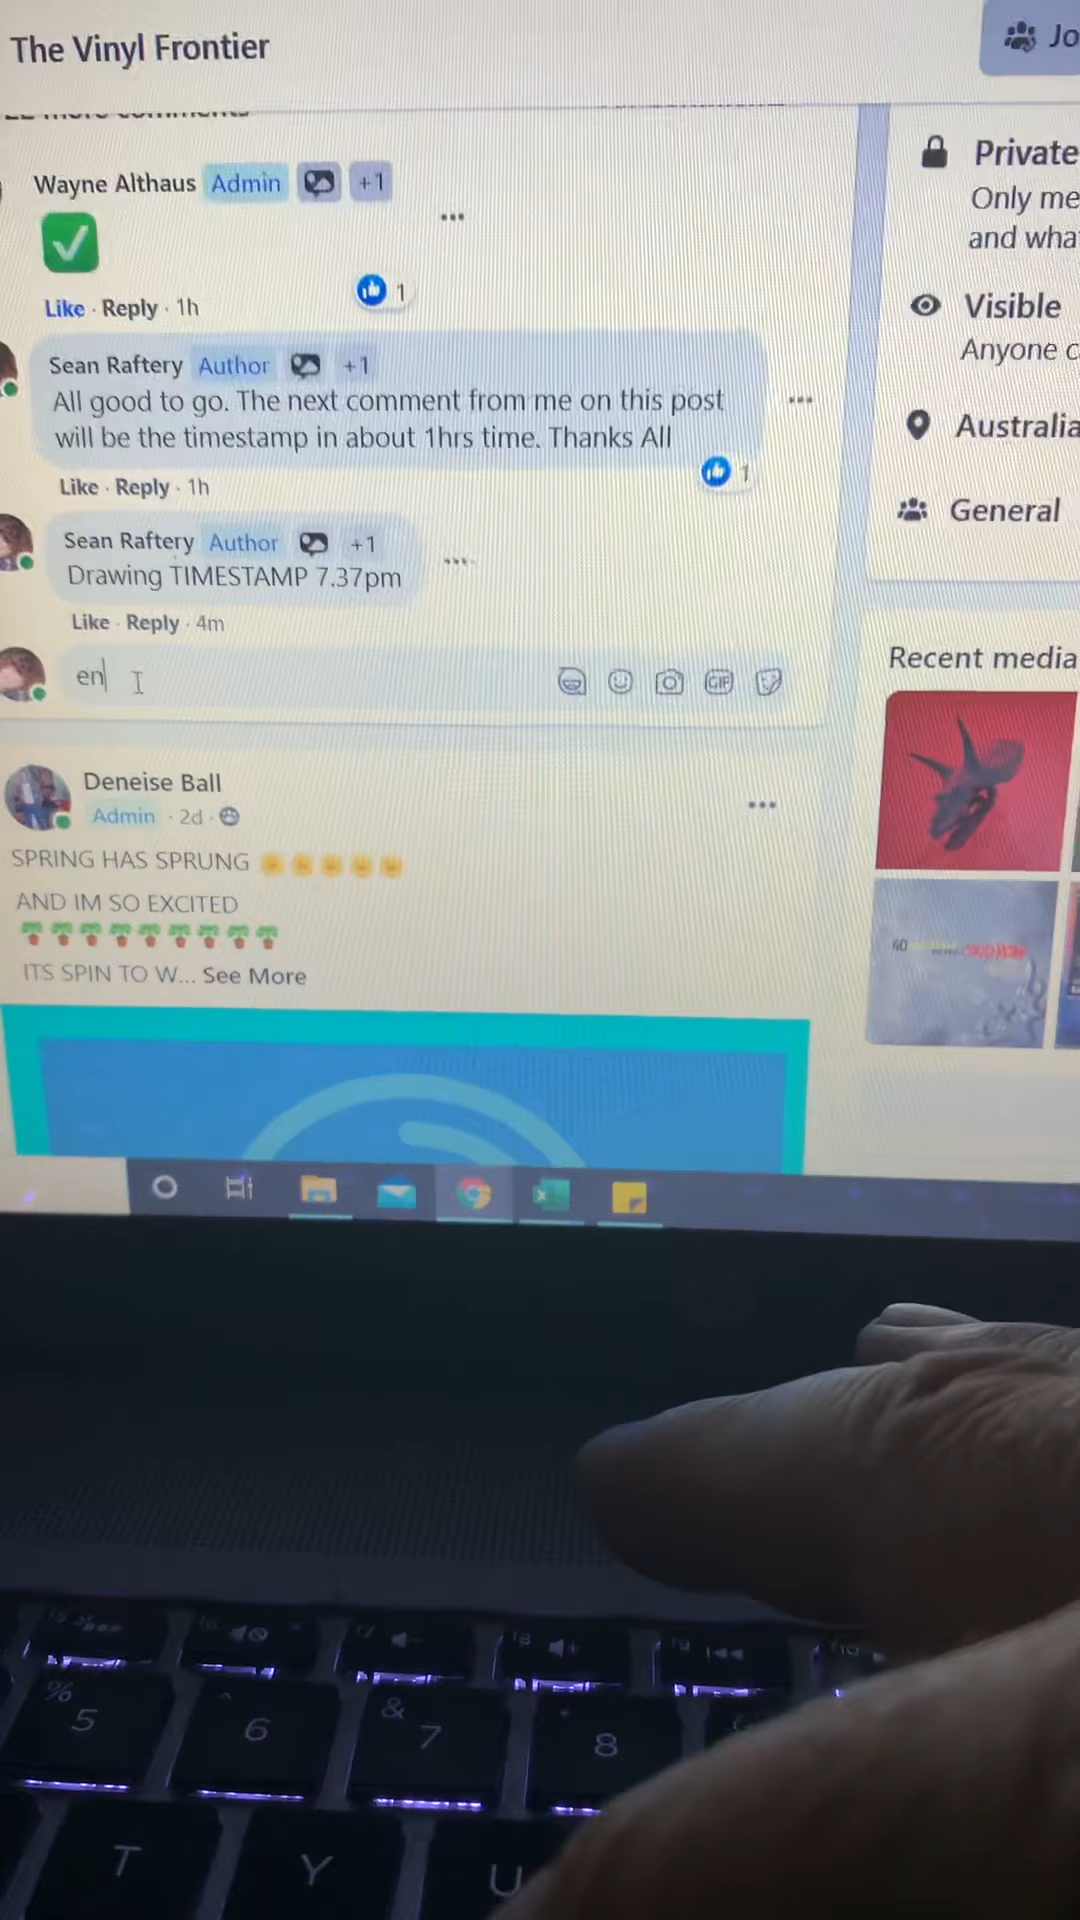 The Vinyl Frontier
Jo
more comments
Wayne Althaus Admin +1
Like · Reply · 1h
1
Sean Raftery Author +1
All good to go. The next comment from me on this post
will be the timestamp in about 1hrs time. Thanks All
1
Like · Reply · 1h
Sean Raftery Author +1
Drawing TIMESTAMP 7.37pm
Like · Reply · 4m
en
GIF
Deneise Ball
Admin · 2d ·
SPRING HAS SPRUNG
AND IM SO EXCITED
ITS SPIN TO W... See More
Private
Only me
and wha
Visible
Anyone c
Australia
General
Recent media
% 5
^ 6
& 7
8
T
Y
U